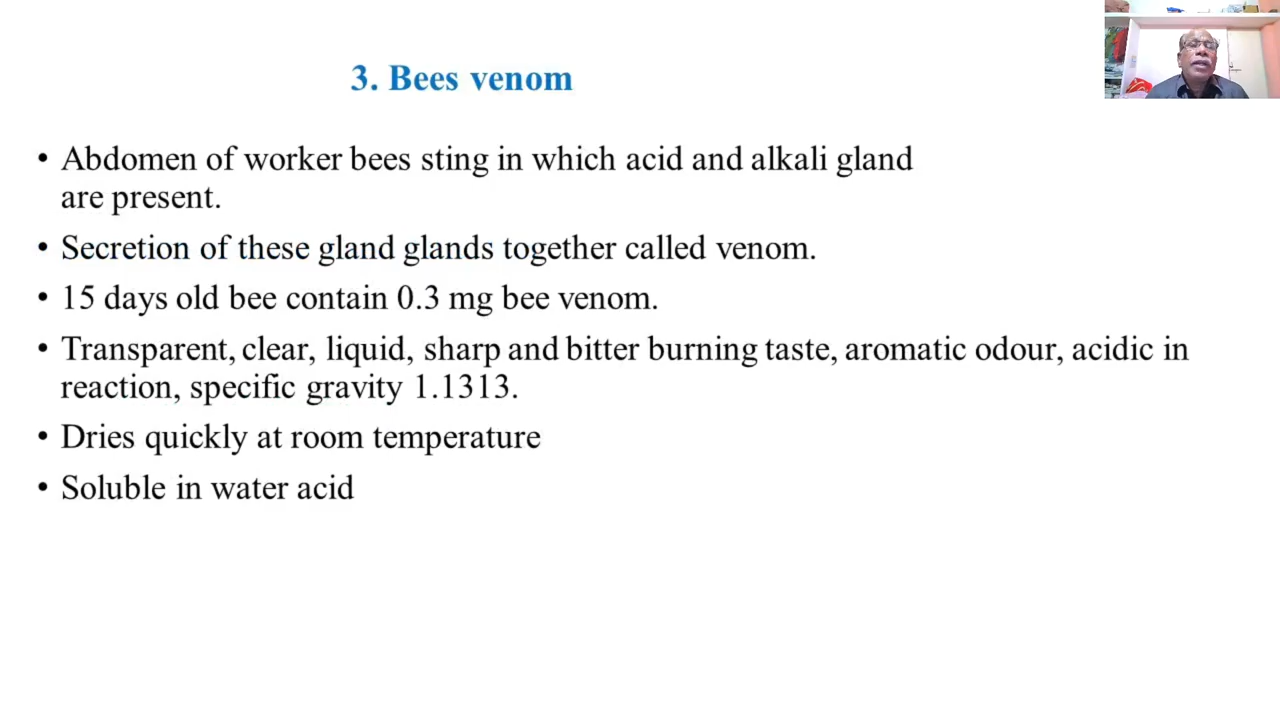 3. Bees venom
• Abdomen of worker bees sting in which acid and alkali gland
are present.
• Secretion of these gland glands together called venom.
• 15 days old bee contain 0.3 mg bee venom.
• Transparent, clear, liquid, sharp and bitter burning taste, aromatic odour, acidic in
reaction, specific gravity 1.1313.
• Dries quickly at room temperature
• Soluble in water acid